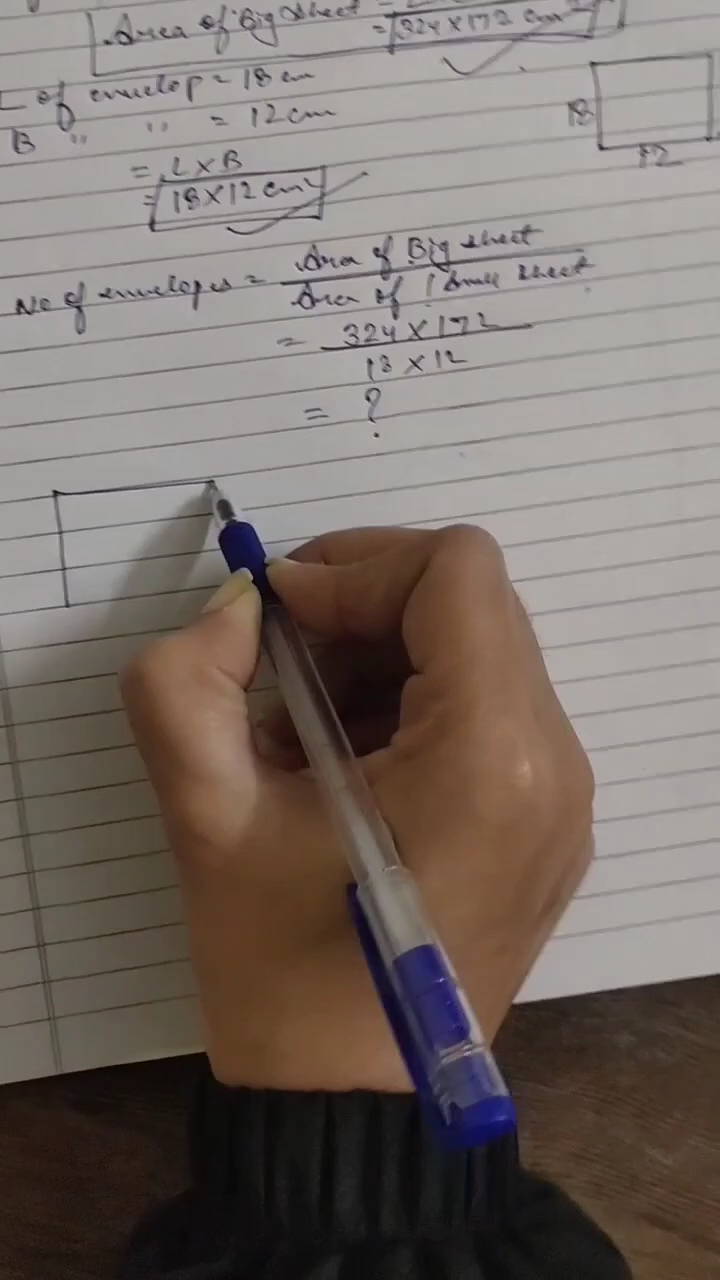 Area of Big sheet =
= 324 × 172 cm²
L of envelop = 18 cm
B " " = 12 cm
= L × B
= 18 × 12 cm²
18
12
No of envelopes = Area of Big sheet
Area of 1 Small sheet
= 324 × 172
18 × 12
= ?